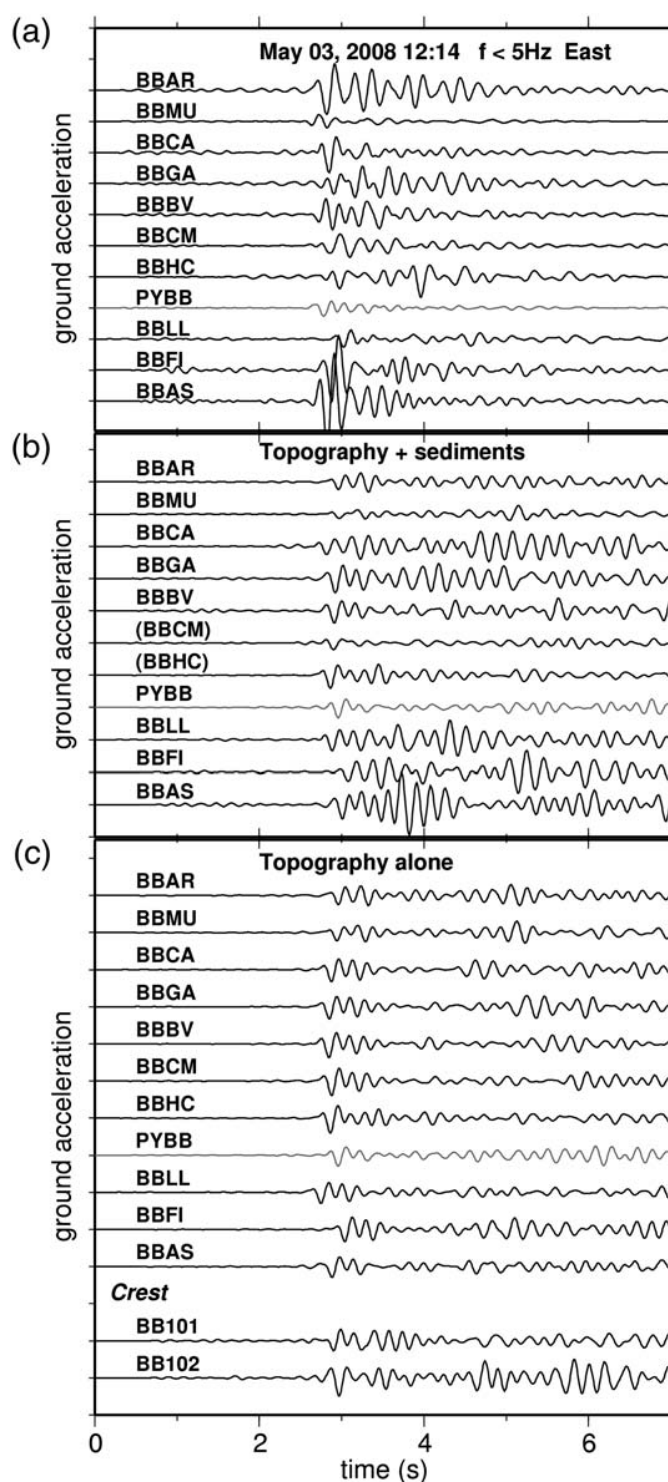 (a)
May 03, 2008 12:14 f < 5Hz East
BBAR
BBMU
BBCA
BBGA
BBBV
BBCM
BBHC
PYBB
BBLL
BBFI
BBAS
ground acceleration
(b)
Topography + sediments
BBAR
BBMU
BBCA
BBGA
BBBV
(BBCM)
(BBHC)
PYBB
BBLL
BBFI
BBAS
ground acceleration
(c)
Topography alone
BBAR
BBMU
BBCA
BBGA
BBBV
BBCM
BBHC
PYBB
BBLL
BBFI
BBAS
Crest
BB101
BB102
ground acceleration
0 2 4 6
time (s)